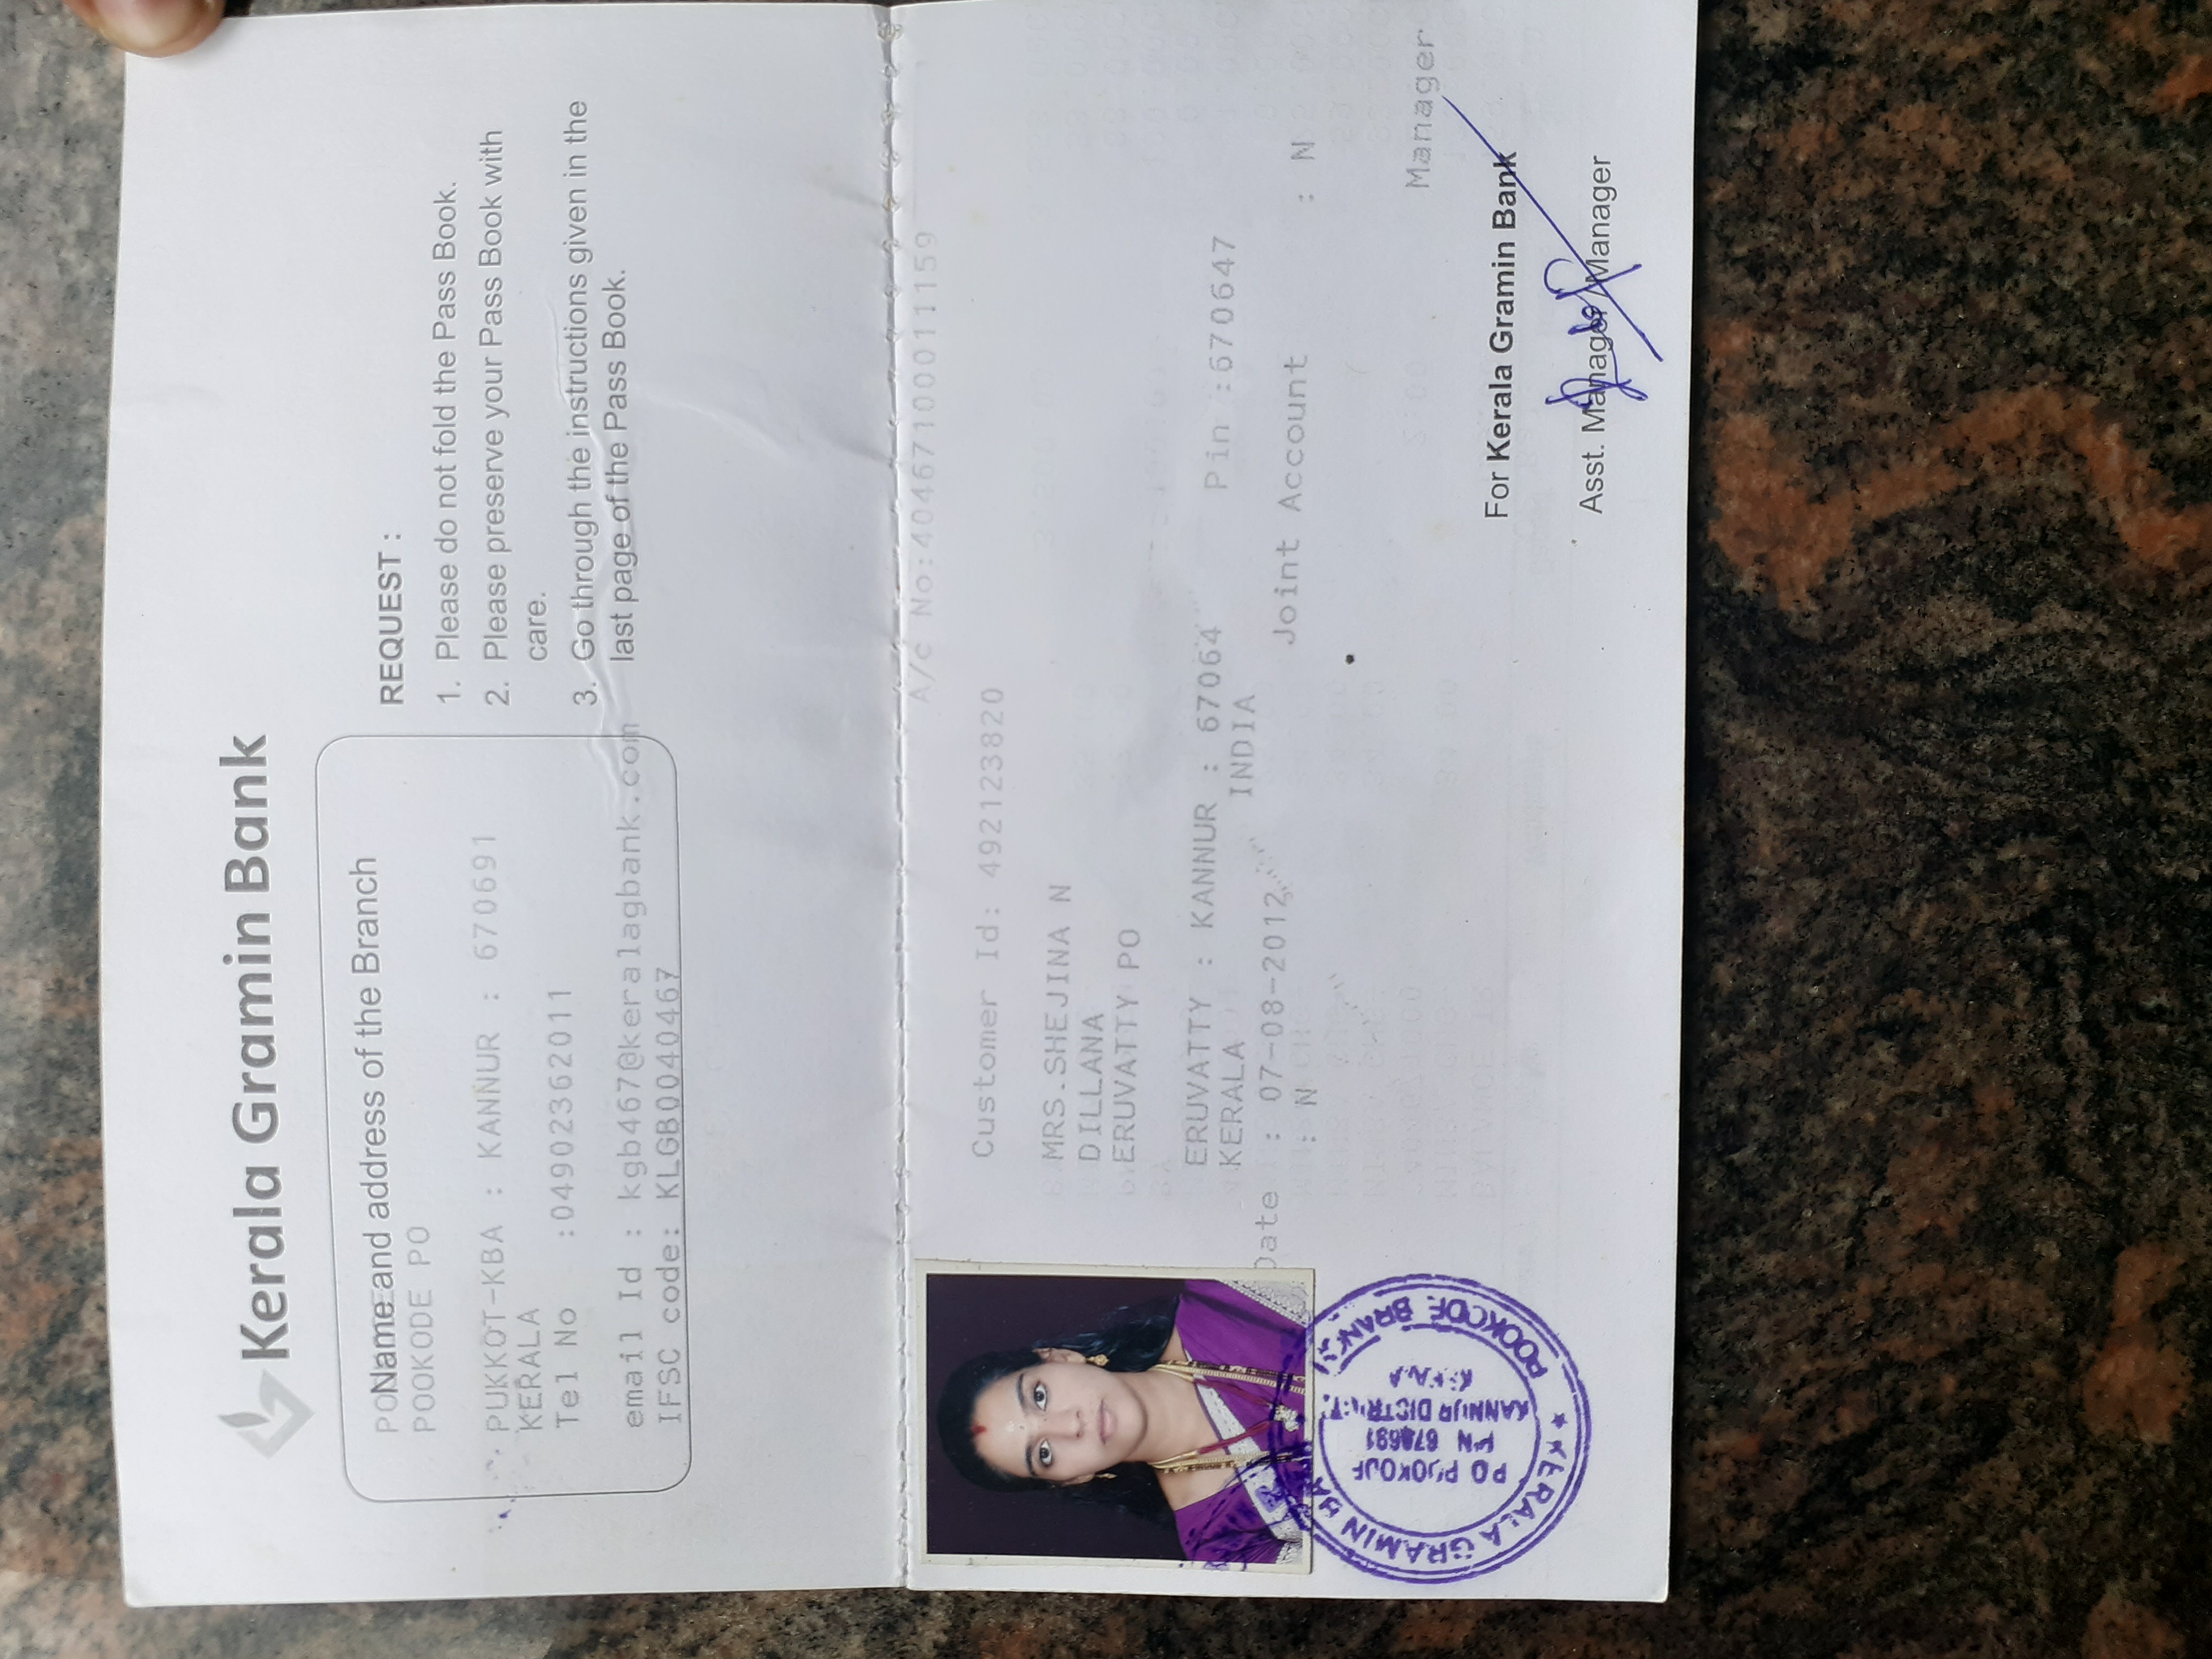 Kerala Gramin Bank
Name and address of the Branch
POOKODE PO
PUKKOT-KBA : KANNUR : 670691
KERALA
Tel No :04902362011
email Id : kgb467@keralagbank.com
IFSC code: KLGB0040467
REQUEST :
1. Please do not fold the Pass Book.
2. Please preserve your Pass Book with
care.
3. Go through the instructions given in the
last page of the Pass Book.
A/c No:40467100011159
Customer Id: 492123820
MRS.SHEJINA N
DILLANA
ERUVATTY PO
ERUVATTY : KANNUR : 67064
KERALA INDIA Pin :670647
Date : 07-08-2012 Joint Account
: N : N
Manager
For Kerala Gramin Bank
Asst. Manager/Manager
KERALA GRAMIN BA
PO POOKODE
PIN 670691
KANNUR DISTRICT.
KERALA
POOKODE BRANCH